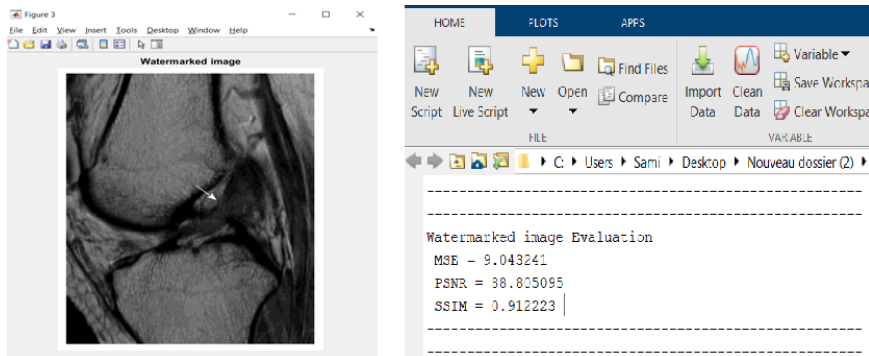 Figure 3
File Edit View Insert Tools Desktop Window Help
Watermarked image
HOME PLOTS APPS
New Script
New Live Script
New
Open
Find Files
Compare
FILE
Import Data
Clean Data
Variable
Save Workspa
Clear Workspa
VARIABLE
C: Users Sami Desktop Nouveau dossier (2)
Watermarked image Evaluation
MSE = 9.043241
PSNR = 38.805095
SSIM = 0.912223